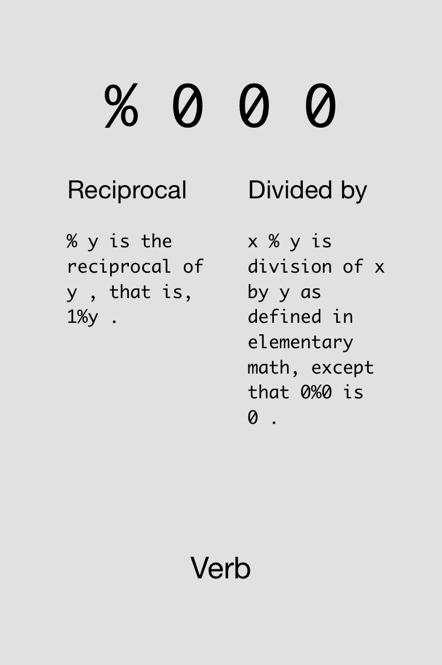 % 0 0 0
Reciprocal
% y is the
reciprocal of
y , that is,
1%y .
Divided by
x % y is
division of x
by y as
defined in
elementary
math, except
that 0%0 is
0 .
Verb